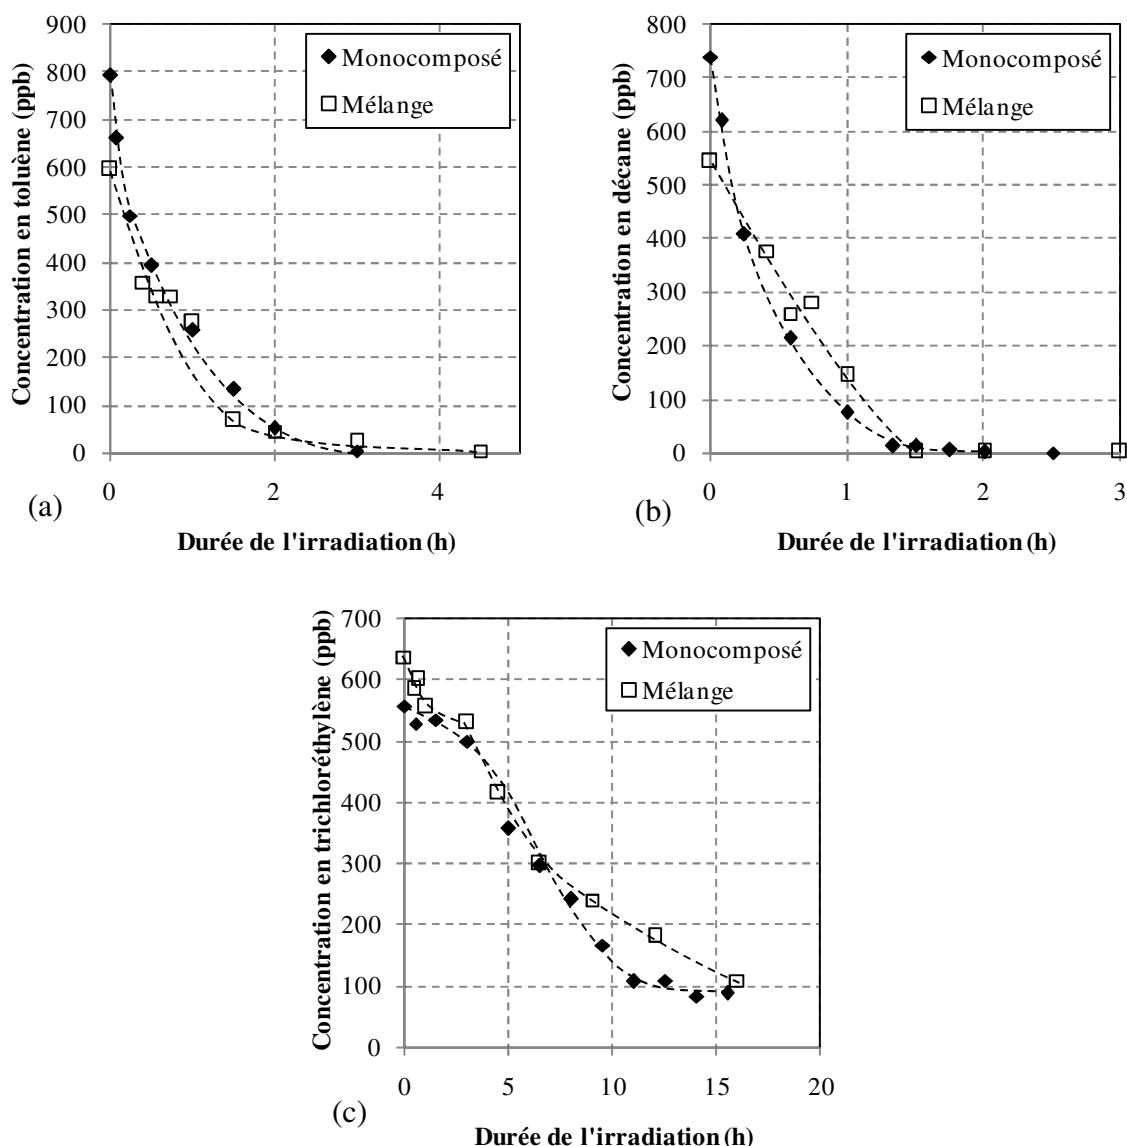 Concentration en toluène (ppb)
900
800
700
600
500
400
300
200
100
0
Monocomposé
Mélange
0 2 4
(a)
Durée de l'irradiation (h)
Concentration en décane (ppb)
800
700
600
500
400
300
200
100
0
Monocomposé
Mélange
0 1 2 3
(b)
Durée de l'irradiation (h)
Concentration en trichloréthylène (ppb)
700
600
500
400
300
200
100
0
Monocomposé
Mélange
0 5 10 15 20
(c)
Durée de l'irradiation (h)